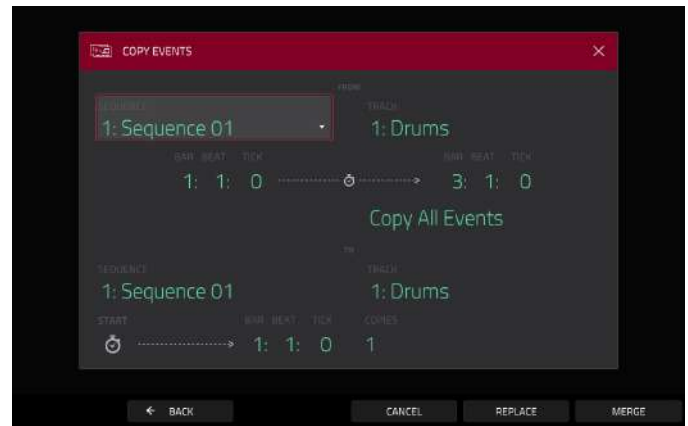 COPY EVENTS
FROM
SEQUENCE TRACK
1: Sequence 01 1: Drums
BAR BEAT TICK BAR BEAT TICK
1: 1: 0 3: 1: 0
Copy All Events
TO
SEQUENCE TRACK
1: Sequence 01 1: Drums
START BAR BEAT TICK COPIES
1: 1: 0 1
BACK CANCEL REPLACE MERGE